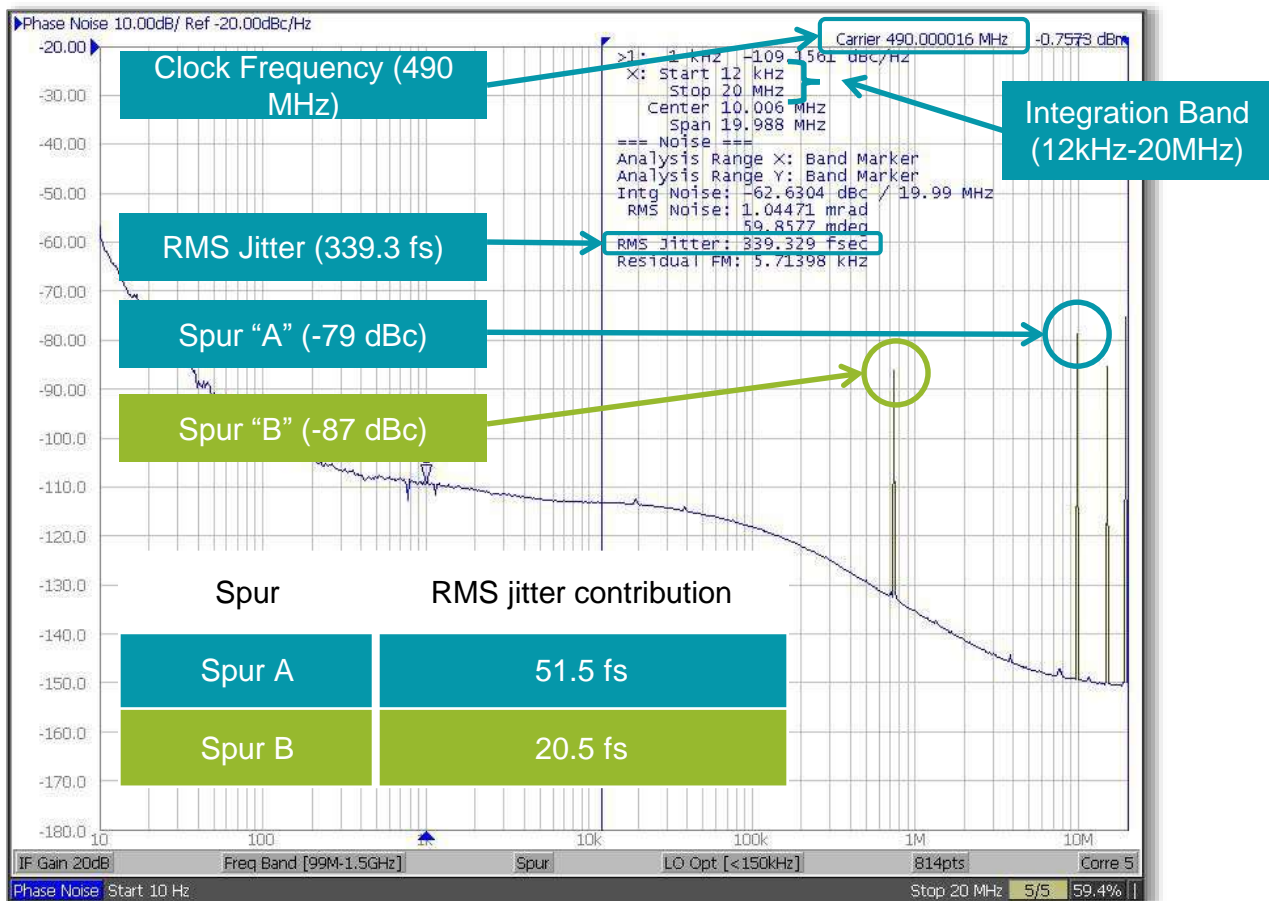 Phase Noise 10.00dB/ Ref -20.00dBc/Hz
Carrier 490.000016 MHz -0.7573 dBm
>1: 1 kHz -109.1561 dBc/Hz
X: Start 12 kHz
Stop 20 MHz
Center 10.006 MHz
Span 19.988 MHz
=== Noise ===
Analysis Range X: Band Marker
Analysis Range Y: Band Marker
Intg Noise: -62.6304 dBc / 19.99 MHz
RMS Noise: 1.04471 mrad
59.8577 mdeg
RMS Jitter: 339.329 fsec
Residual FM: 5.71398 kHz
Clock Frequency (490
MHz)
Integration Band
(12kHz-20MHz)
RMS Jitter (339.3 fs)
Spur “A” (-79 dBc)
Spur “B” (-87 dBc)
-20.00
-30.00
-40.00
-50.00
-60.00
-70.00
-80.00
-90.00
-100.0
-110.0
-120.0
-130.0
-140.0
-150.0
-160.0
-170.0
-180.0
Spur RMS jitter contribution
Spur A 51.5 fs
Spur B 20.5 fs
10 100 1k 10k 100k 1M 10M
IF Gain 20dB Freq Band [99M-1.5GHz] Spur LO Opt [<150kHz] 814pts Corre 5
Phase Noise Start 10 Hz Stop 20 MHz 5/5 59.4%